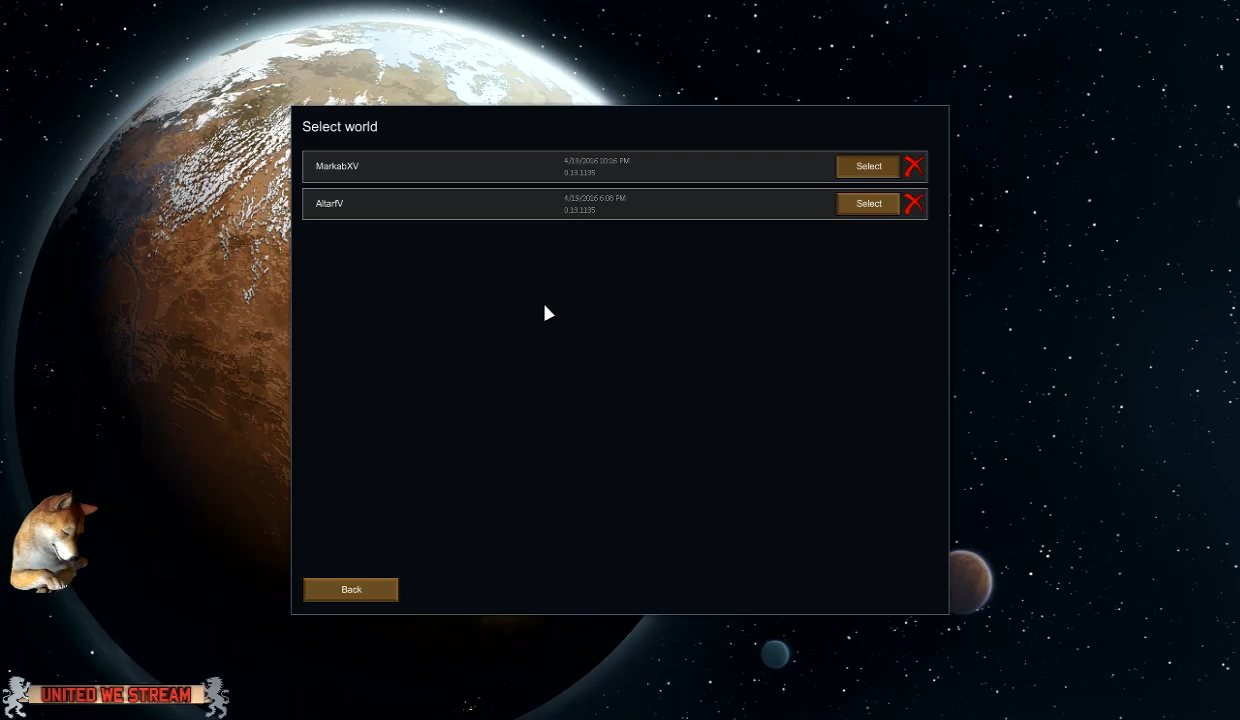 Select world
MarkabXV
4/19/2016 10:16 PM
0.13.1135
Select
AltarfV
4/19/2016 6:08 PM
0.13.1135
Select
Back
UNITED WE STREAM